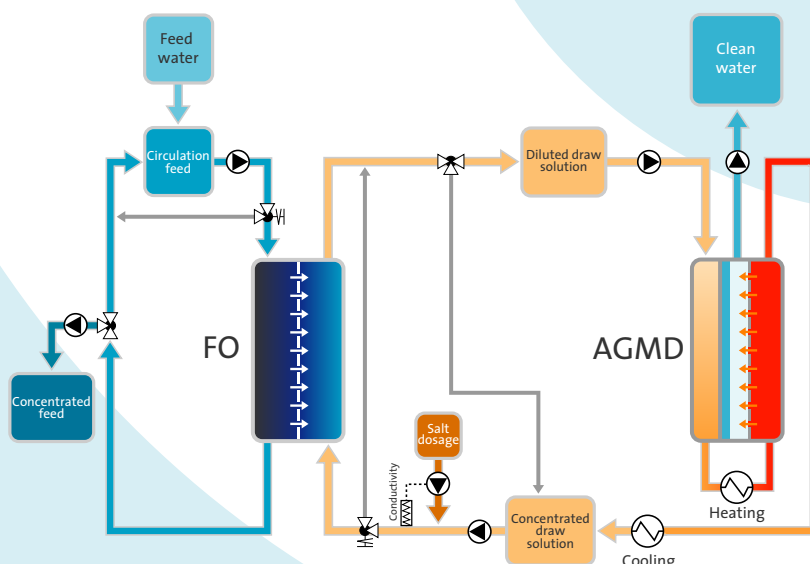 Feed
water
Clean
water
Circulation
feed
Diluted draw
solution
FO
AGMD
Concentrated
feed
Salt
dosage
Conductivity
Heating
Concentrated
draw
solution
Cooling